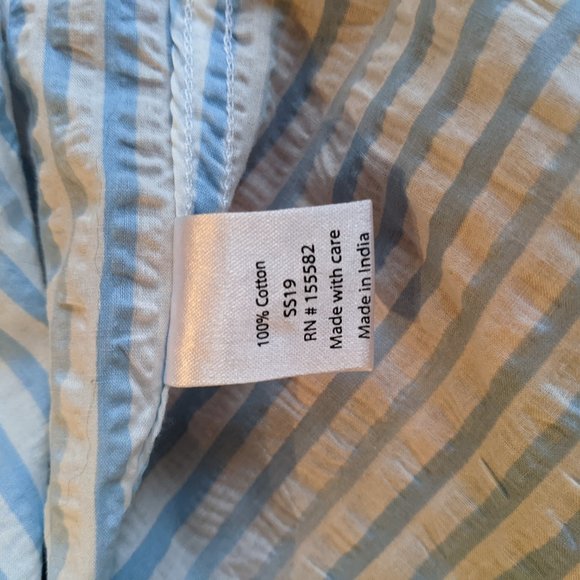 100% Cotton
SS19
RN # 155582
Made with care
Made in India